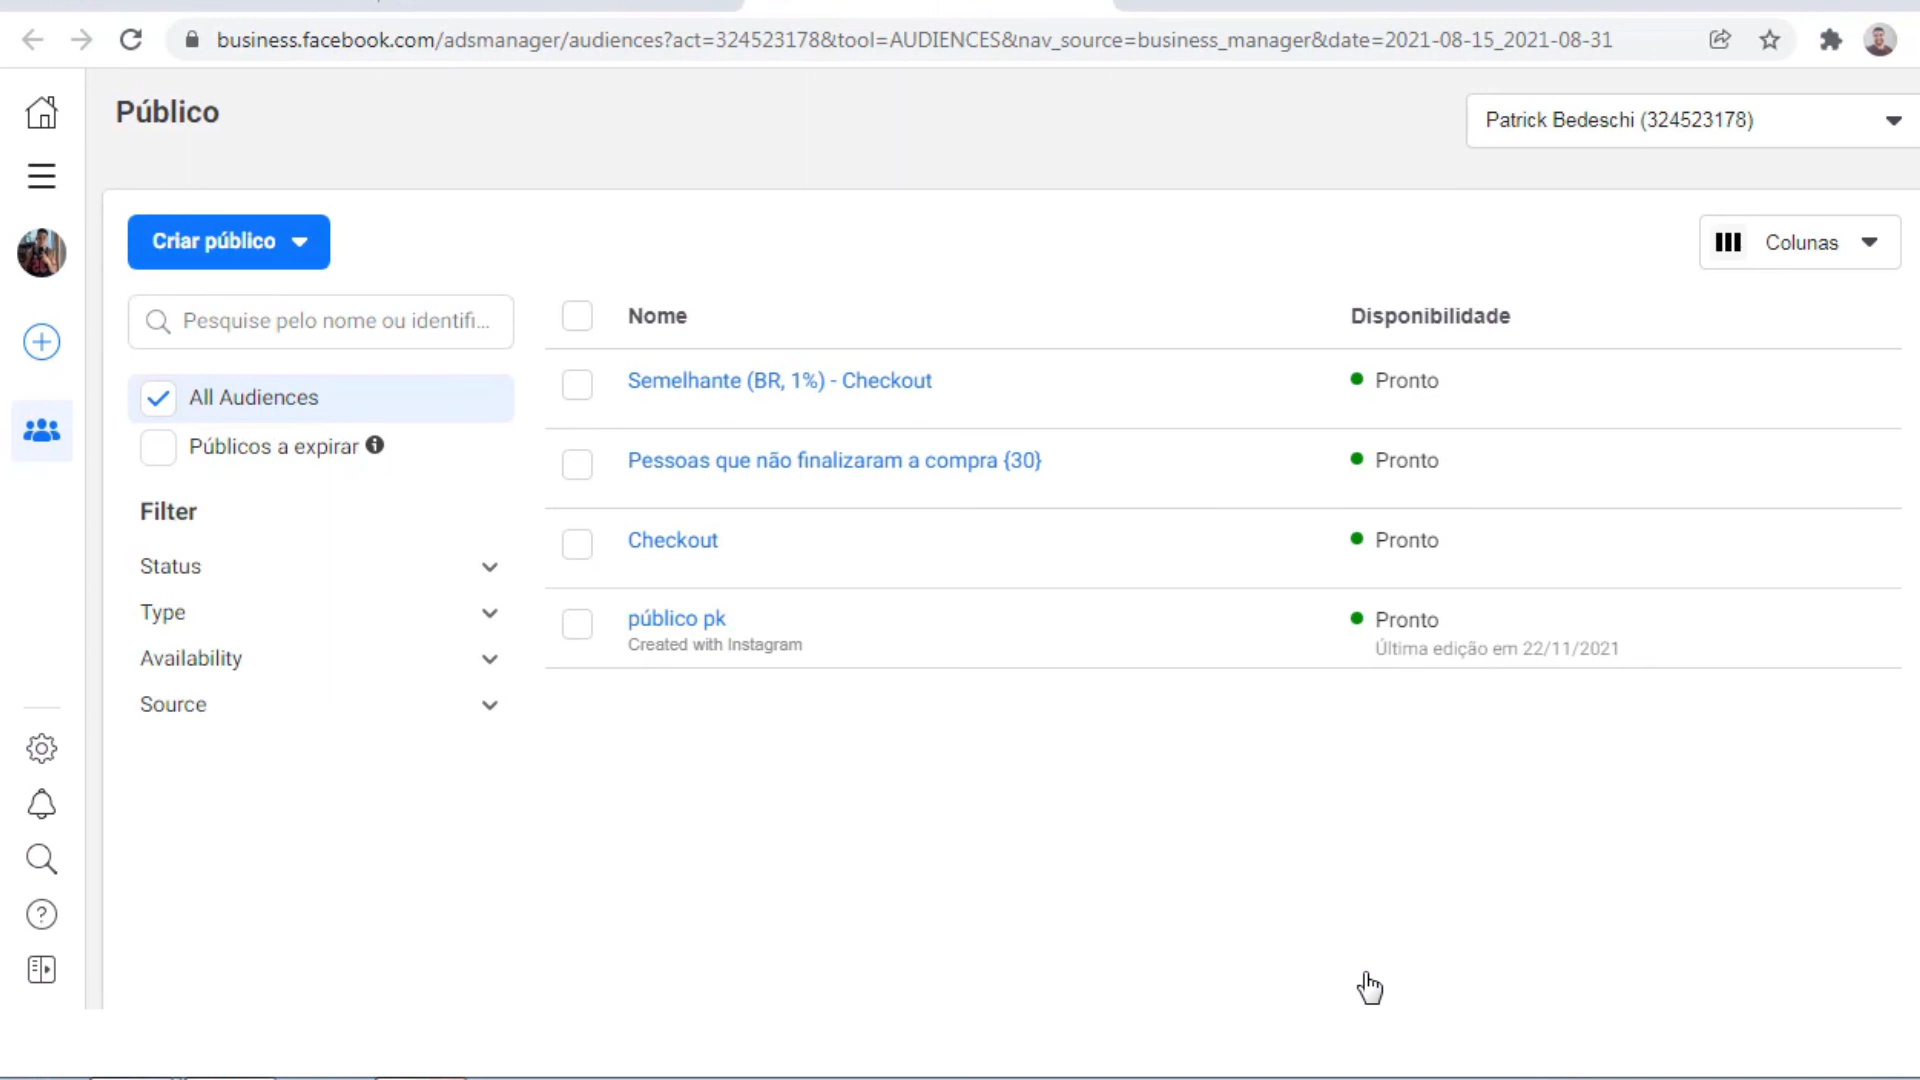 business.facebook.com/adsmanager/audiences?act=324523178&tool=AUDIENCES&nav_source=business_manager&date=2021-08-15_2021-08-31
Público
Patrick Bedeschi (324523178)
Criar público
Colunas
Pesquise pelo nome ou identifi...
Nome
Disponibilidade
All Audiences
Semelhante (BR, 1%) - Checkout
Pronto
Públicos a expirar
Pessoas que não finalizaram a compra {30}
Pronto
Filter
Checkout
Pronto
Status
Type
público pk
Pronto
Created with Instagram
Última edição em 22/11/2021
Availability
Source